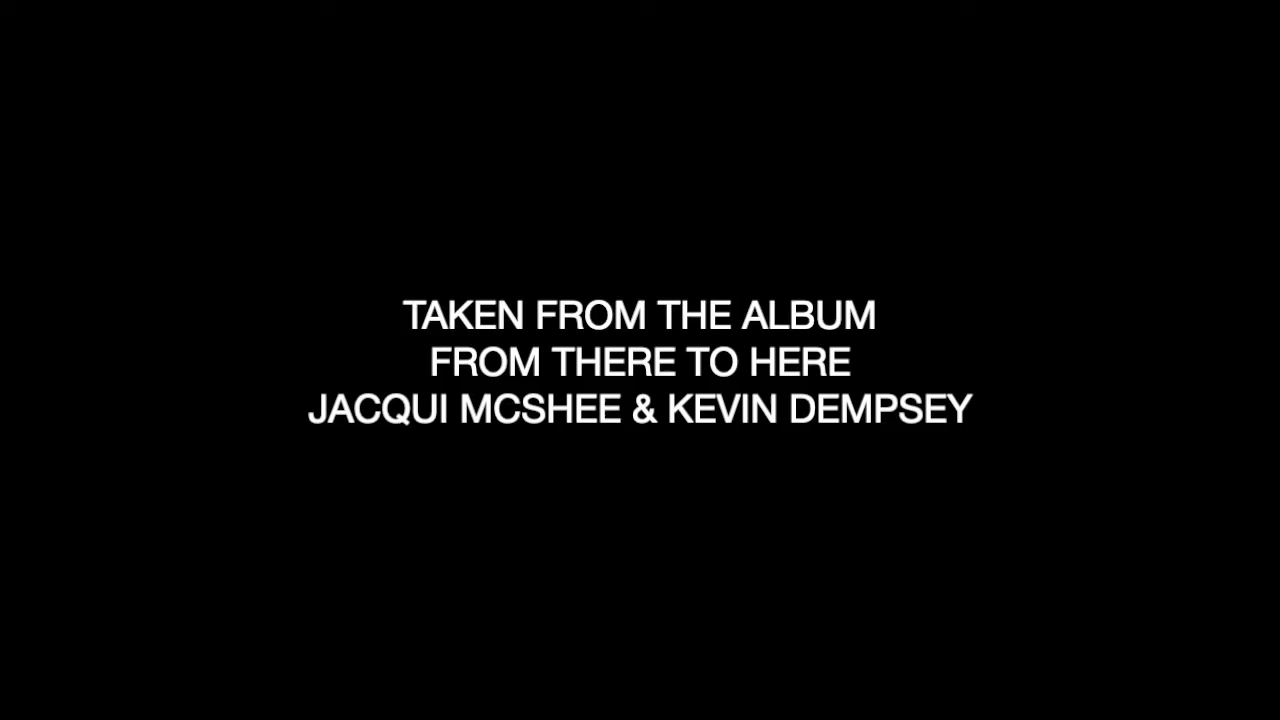 TAKEN FROM THE ALBUM
FROM THERE TO HERE
JACQUI MCSHEE & KEVIN DEMPSEY